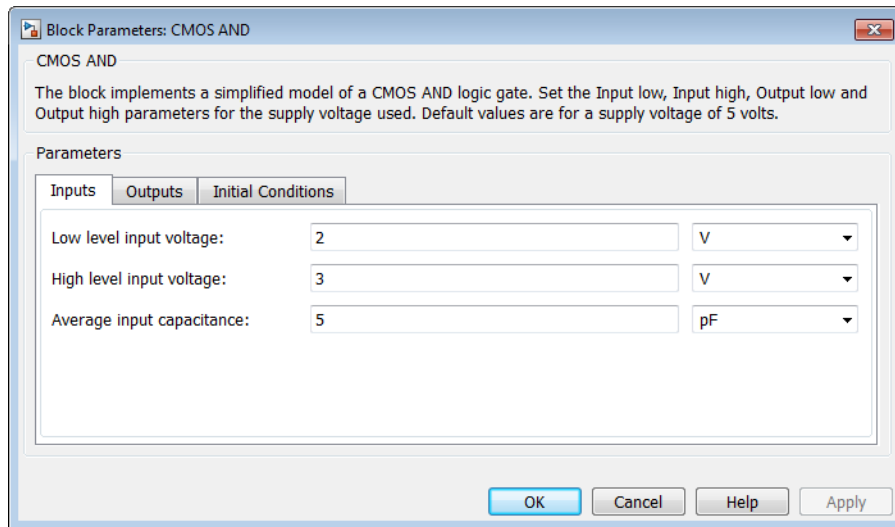 Block Parameters: CMOS AND
CMOS AND
The block implements a simplified model of a CMOS AND logic gate. Set the Input low, Input high, Output low and
Output high parameters for the supply voltage used. Default values are for a supply voltage of 5 volts.
Parameters
Inputs Outputs Initial Conditions
Low level input voltage: 2 V
High level input voltage: 3 V
Average input capacitance: 5 pF
OK Cancel Help Apply